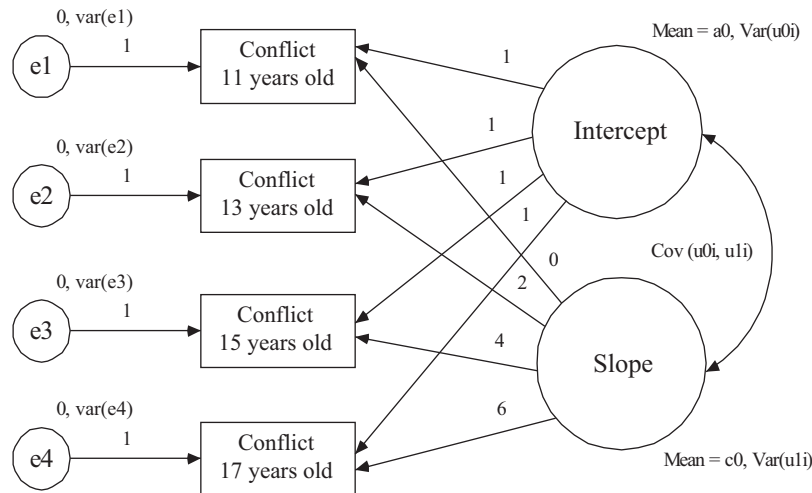 0, var(e1)
1
e1
Conflict
11 years old
Mean = a0, Var(u0i)
1
Intercept
0, var(e2)
1
e2
Conflict
13 years old
1
1
1
0
Cov (u0i, u1i)
0, var(e3)
1
e3
Conflict
15 years old
2
4
Slope
0, var(e4)
1
e4
Conflict
17 years old
6
Mean = c0, Var(u1i)